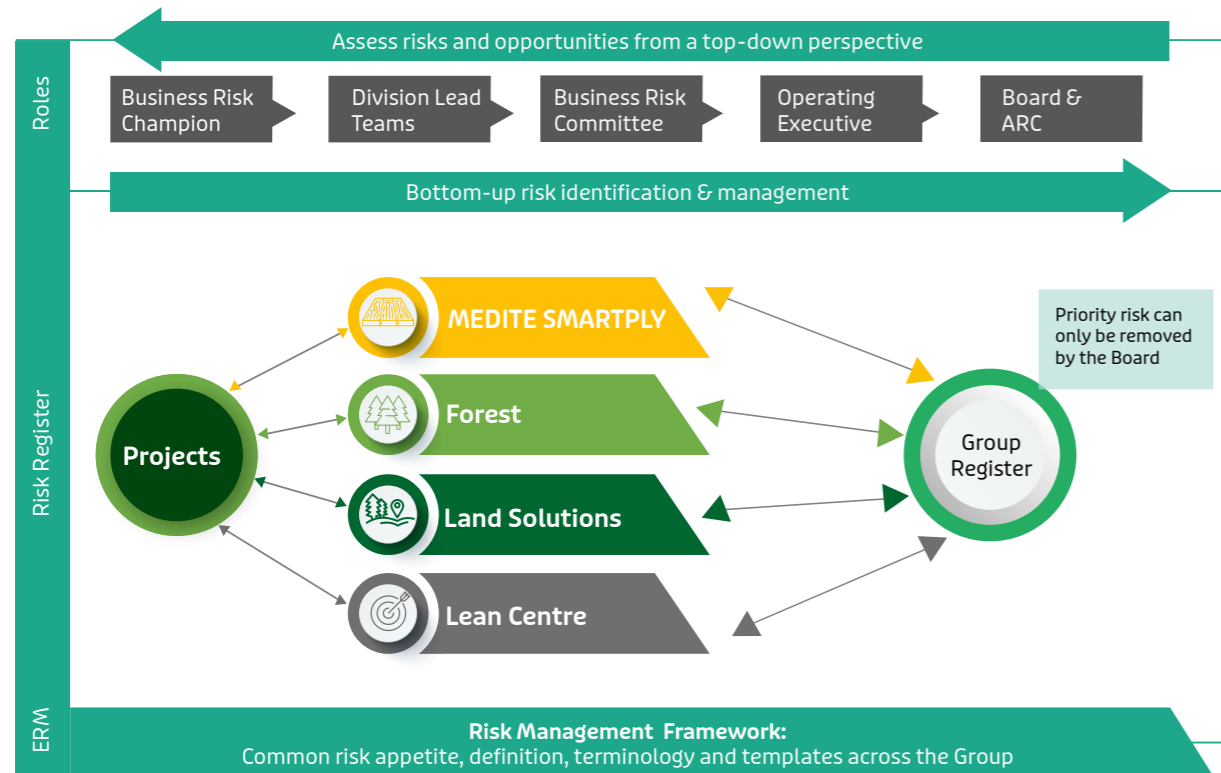 Assess risks and opportunities from a top-down perspective
Roles
Business Risk
Champion
Division Lead
Teams
Business Risk
Committee
Operating
Executive
Board &
ARC
Bottom-up risk identification & management
Risk Register
Projects
MEDITE SMARTPLY
Forest
Land Solutions
Lean Centre
Group
Register
Priority risk can
only be removed
by the Board
ERM
Risk Management Framework:
Common risk appetite, definition, terminology and templates across the Group